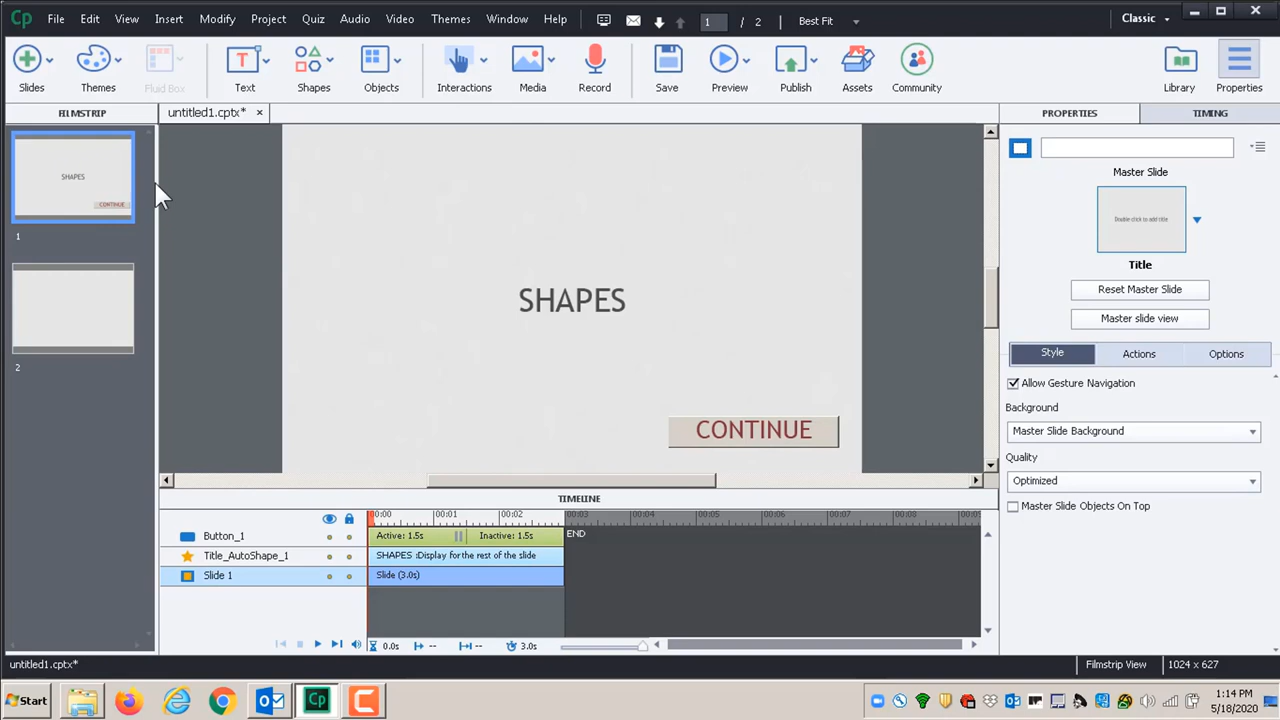 Cp File Edit View Insert Modify Project Quiz Audio Video Themes Window Help 1 / 2 Best Fit Classic
Slides Themes Fluid Box Text Shapes Objects Interactions Media Record Save Preview Publish Assets Community Library Properties
FILMSTRIP untitled1.cptx* × PROPERTIES TIMING
SHAPES
CONTINUE
1
2
SHAPES
CONTINUE
Master Slide
Double click to add title
Title
Reset Master Slide
Master slide view
Style Actions Options
Allow Gesture Navigation
Background
Master Slide Background
Quality
Optimized
Master Slide Objects On Top
TIMELINE
00:00 00:01 00:02 00:03 00:04 00:05 00:06 00:07 00:08 00:09
Button_1 Active: 1.5s Inactive: 1.5s END
Title_AutoShape_1 SHAPES :Display for the rest of the slide
Slide 1 Slide (3.0s)
0.0s -- -- 3.0s
untitled1.cptx* Filmstrip View 1024 x 627
Start Cp C 1:14 PM
5/18/2020